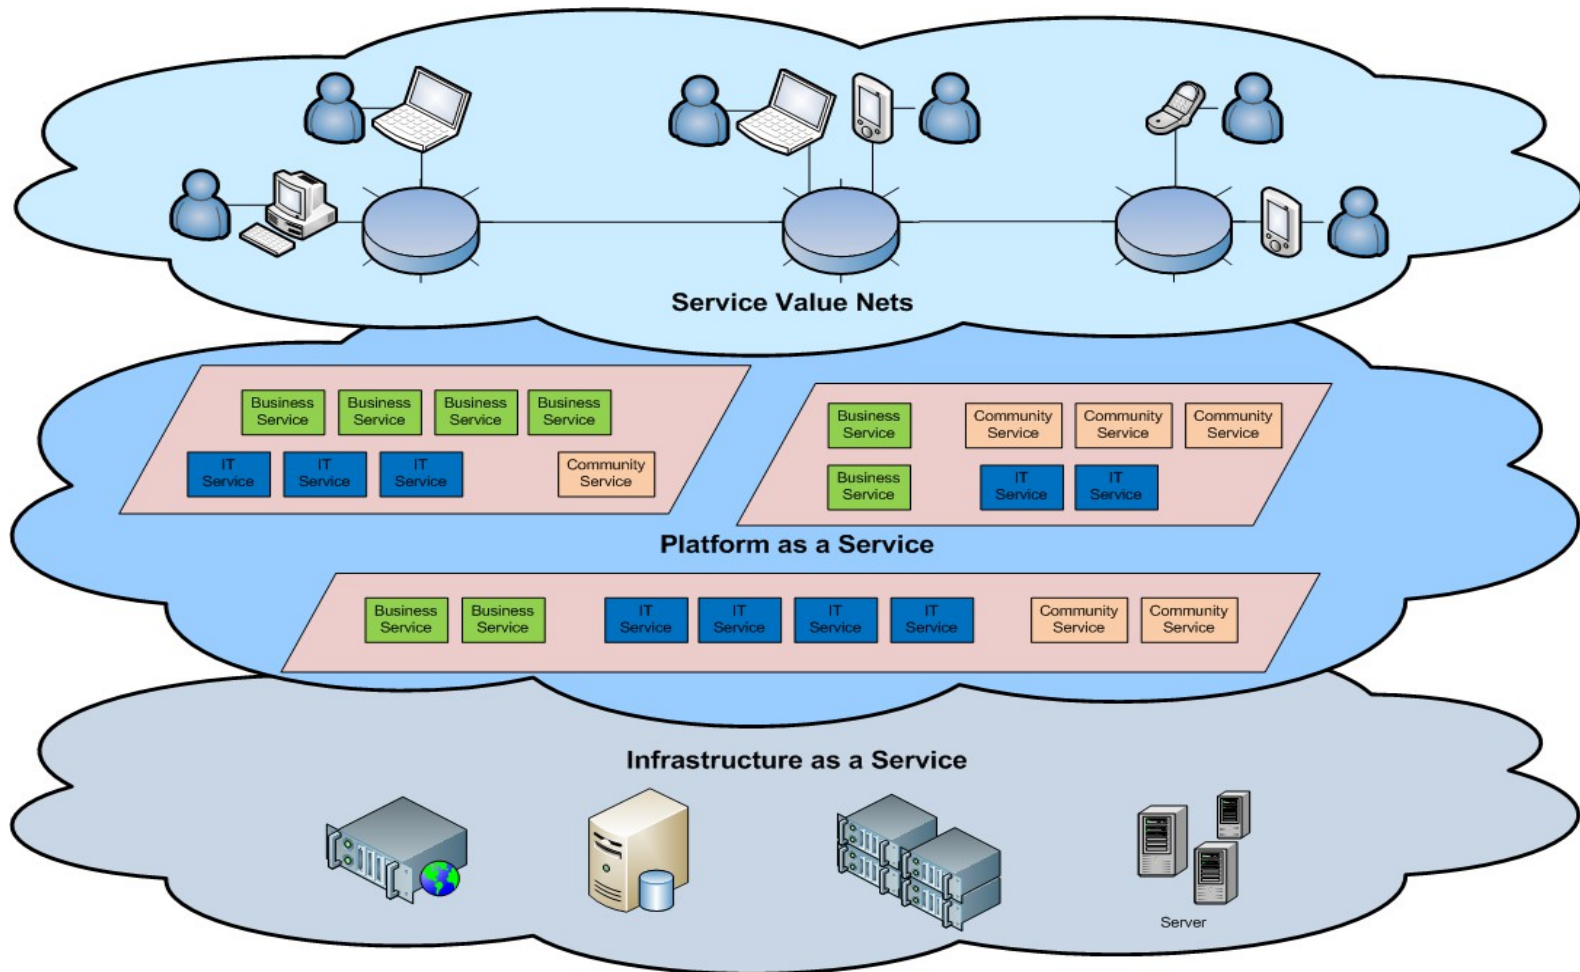 Service Value Nets
Business
Service
Business
Service
Business
Service
Business
Service
IT
Service
IT
Service
IT
Service
Community
Service
Business
Service
Community
Service
Community
Service
Community
Service
Business
Service
IT
Service
IT
Service
Platform as a Service
Business
Service
Business
Service
IT
Service
IT
Service
IT
Service
IT
Service
Community
Service
Community
Service
Infrastructure as a Service
Server